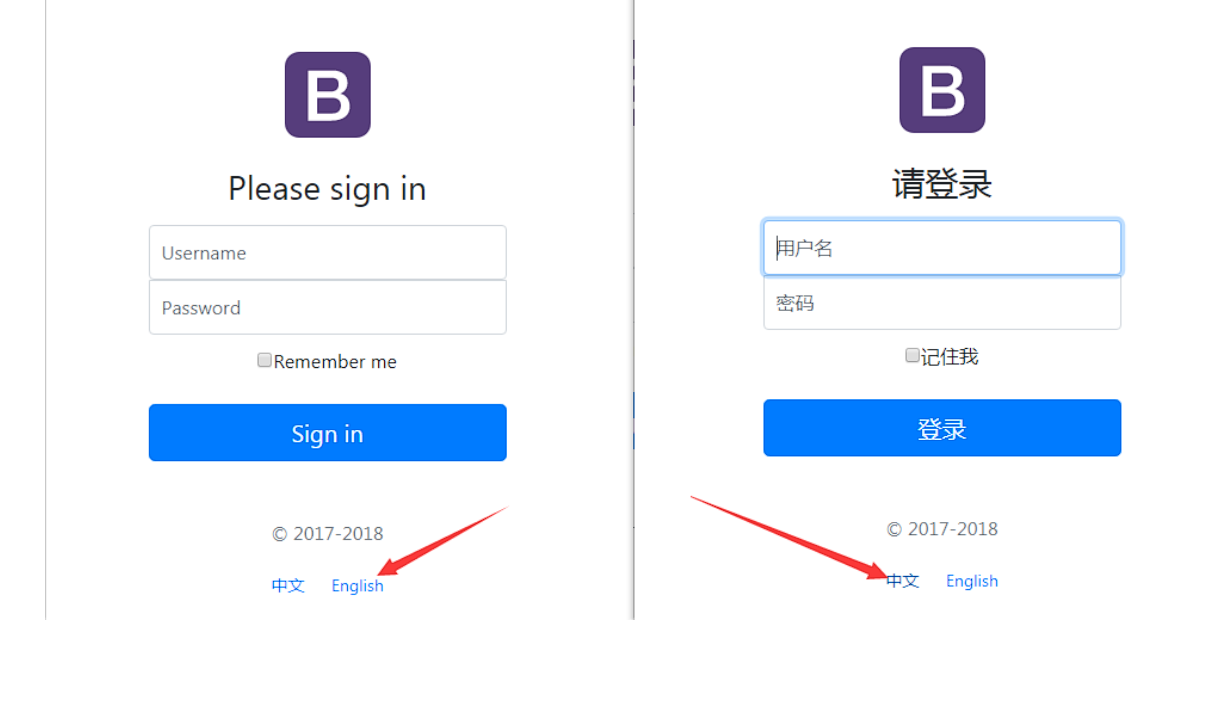 B
Please sign in
Username
Password
Remember me
Sign in
© 2017-2018
中文 English
B
请登录
用户名
密码
记住我
登录
© 2017-2018
中文 English